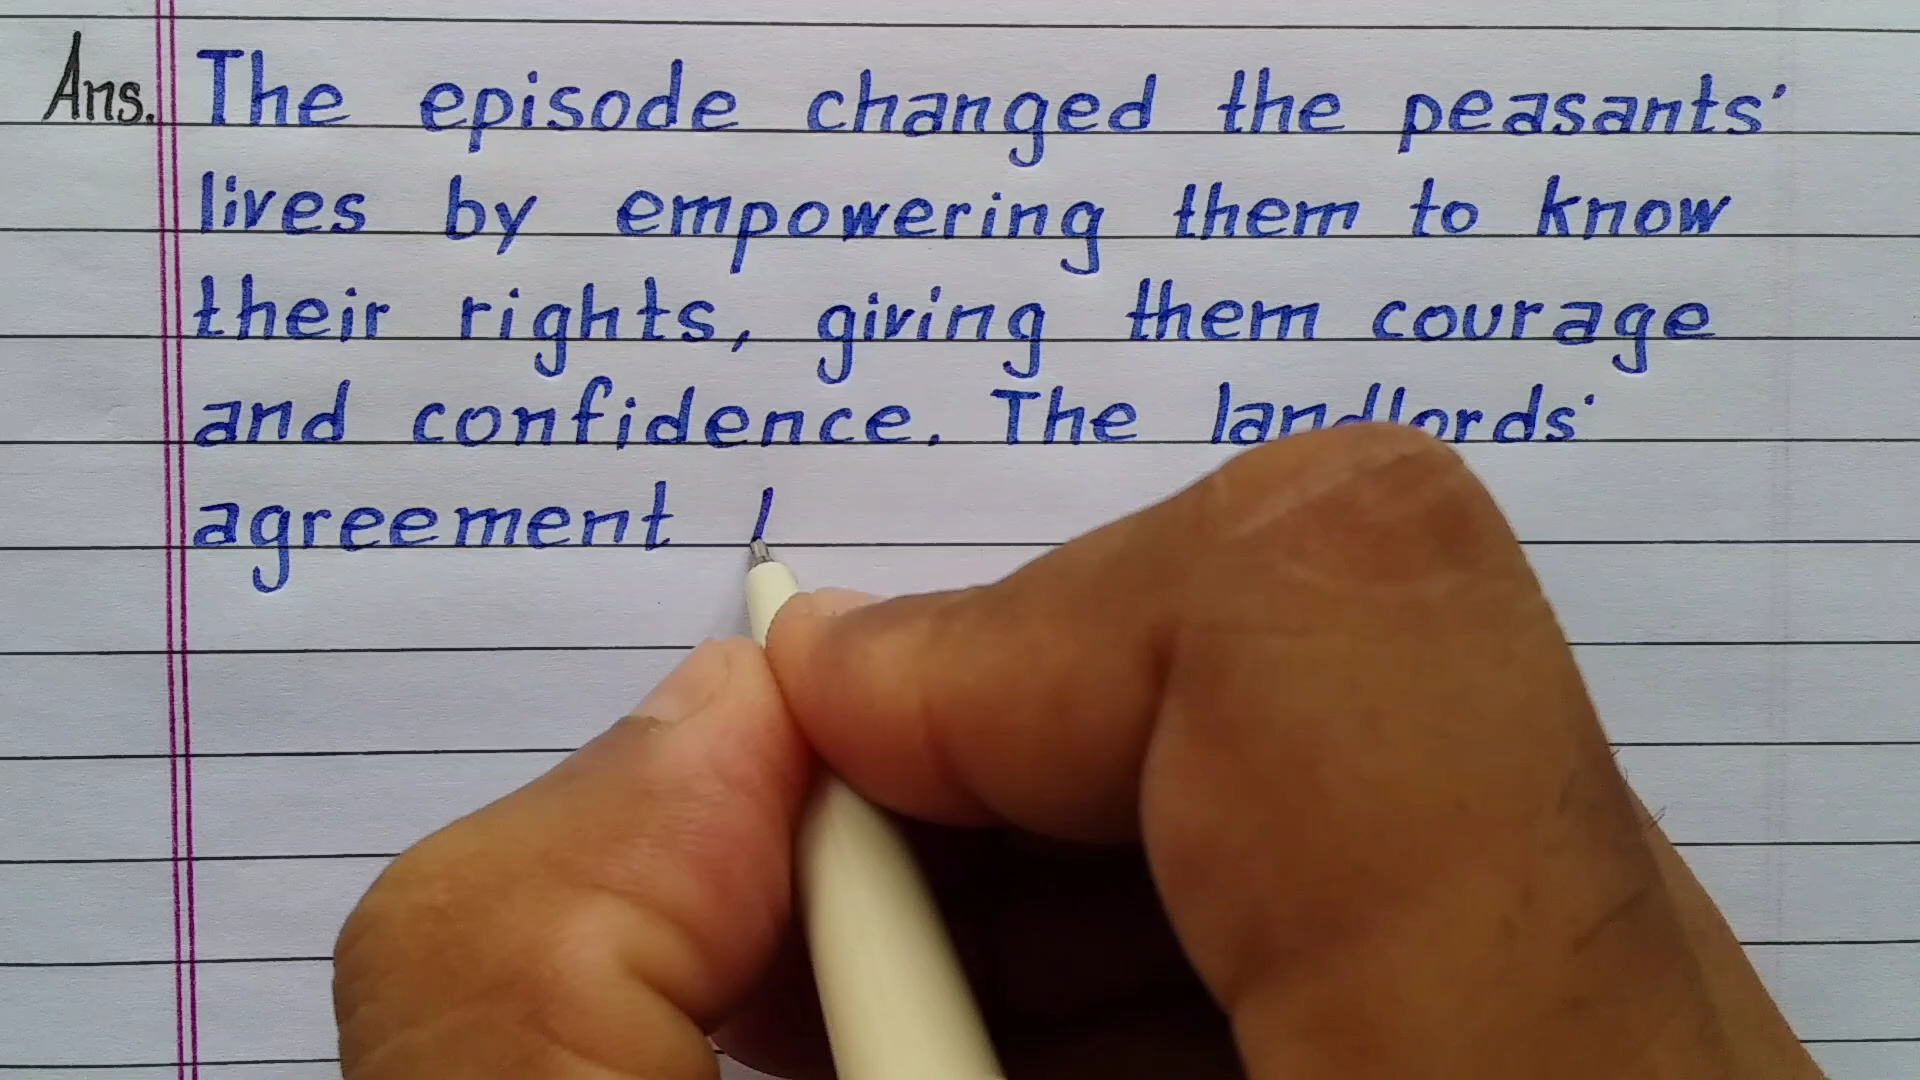 Ans. The episode changed the peasants'
lives by empowering them to know
their rights, giving them courage
and confidence. The landlords'
agreement